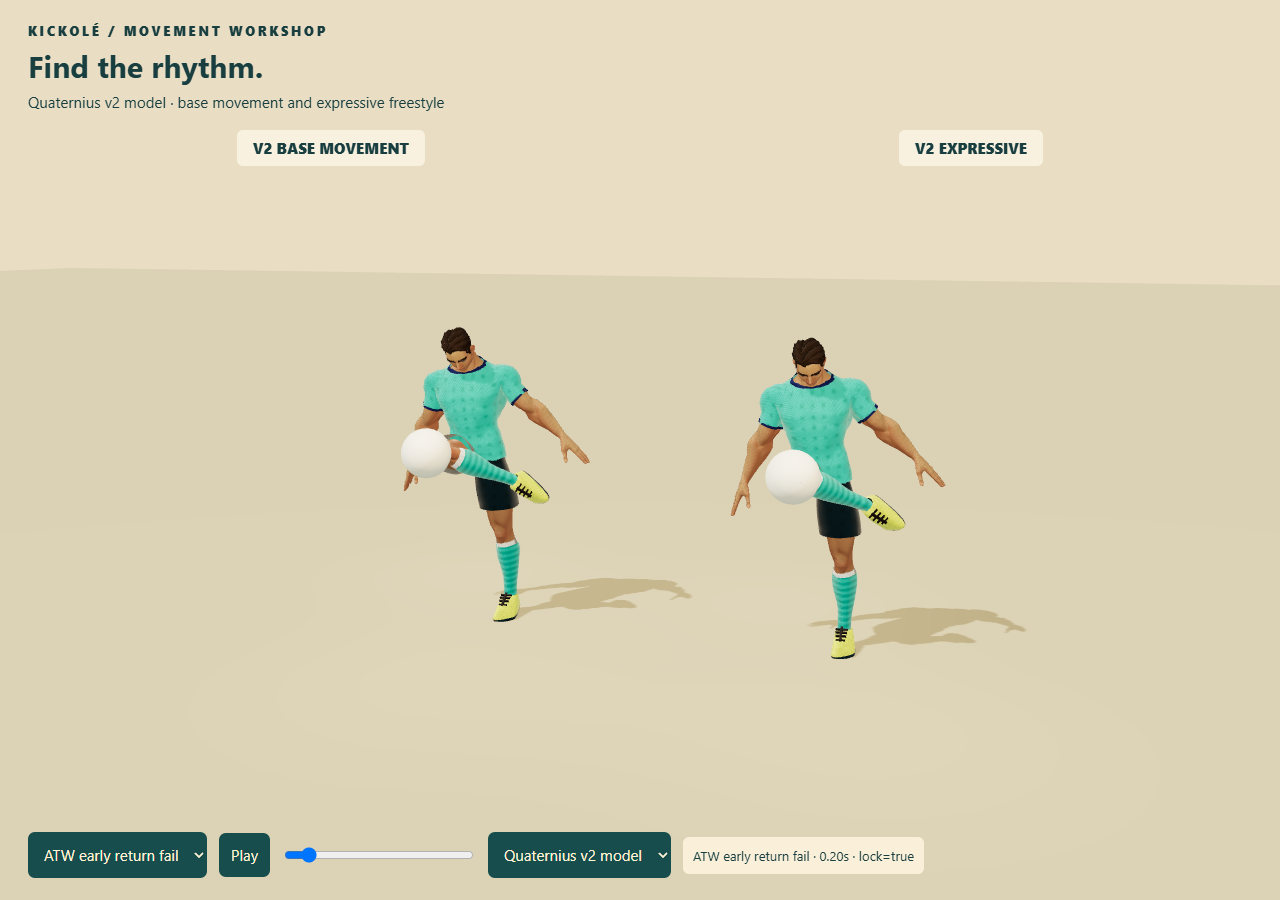 KICKOLÉ / MOVEMENT WORKSHOP
Find the rhythm.
Quaternius v2 model · base movement and expressive freestyle
V2 BASE MOVEMENT
V2 EXPRESSIVE
ATW early return fail
Play
Quaternius v2 model
ATW early return fail · 0.20s · lock=true